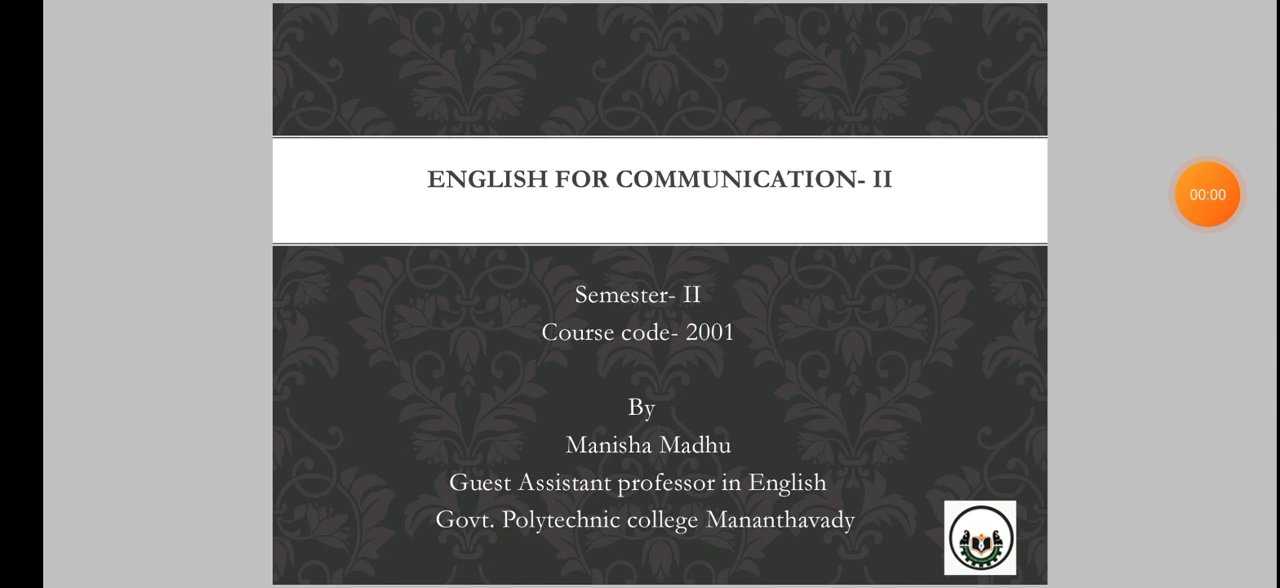 ENGLISH FOR COMMUNICATION- II
00:00
Semester- II
Course code- 2001
By
Manisha Madhu
Guest Assistant professor in English
Govt. Polytechnic college Mananthavady